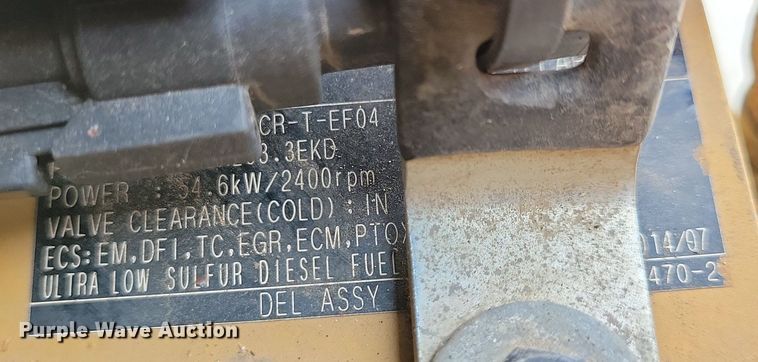 CR-T-EF04
3.3EKD
POWER : 54.6kW/2400rpm
VALVE CLEARANCE(COLD) : IN
ECS:EM,DFI,TC,EGR,ECM,PTOX 014/07
ULTRA LOW SULFUR DIESEL FUEL 470-2
DEL ASSY
Purple Wave Auction